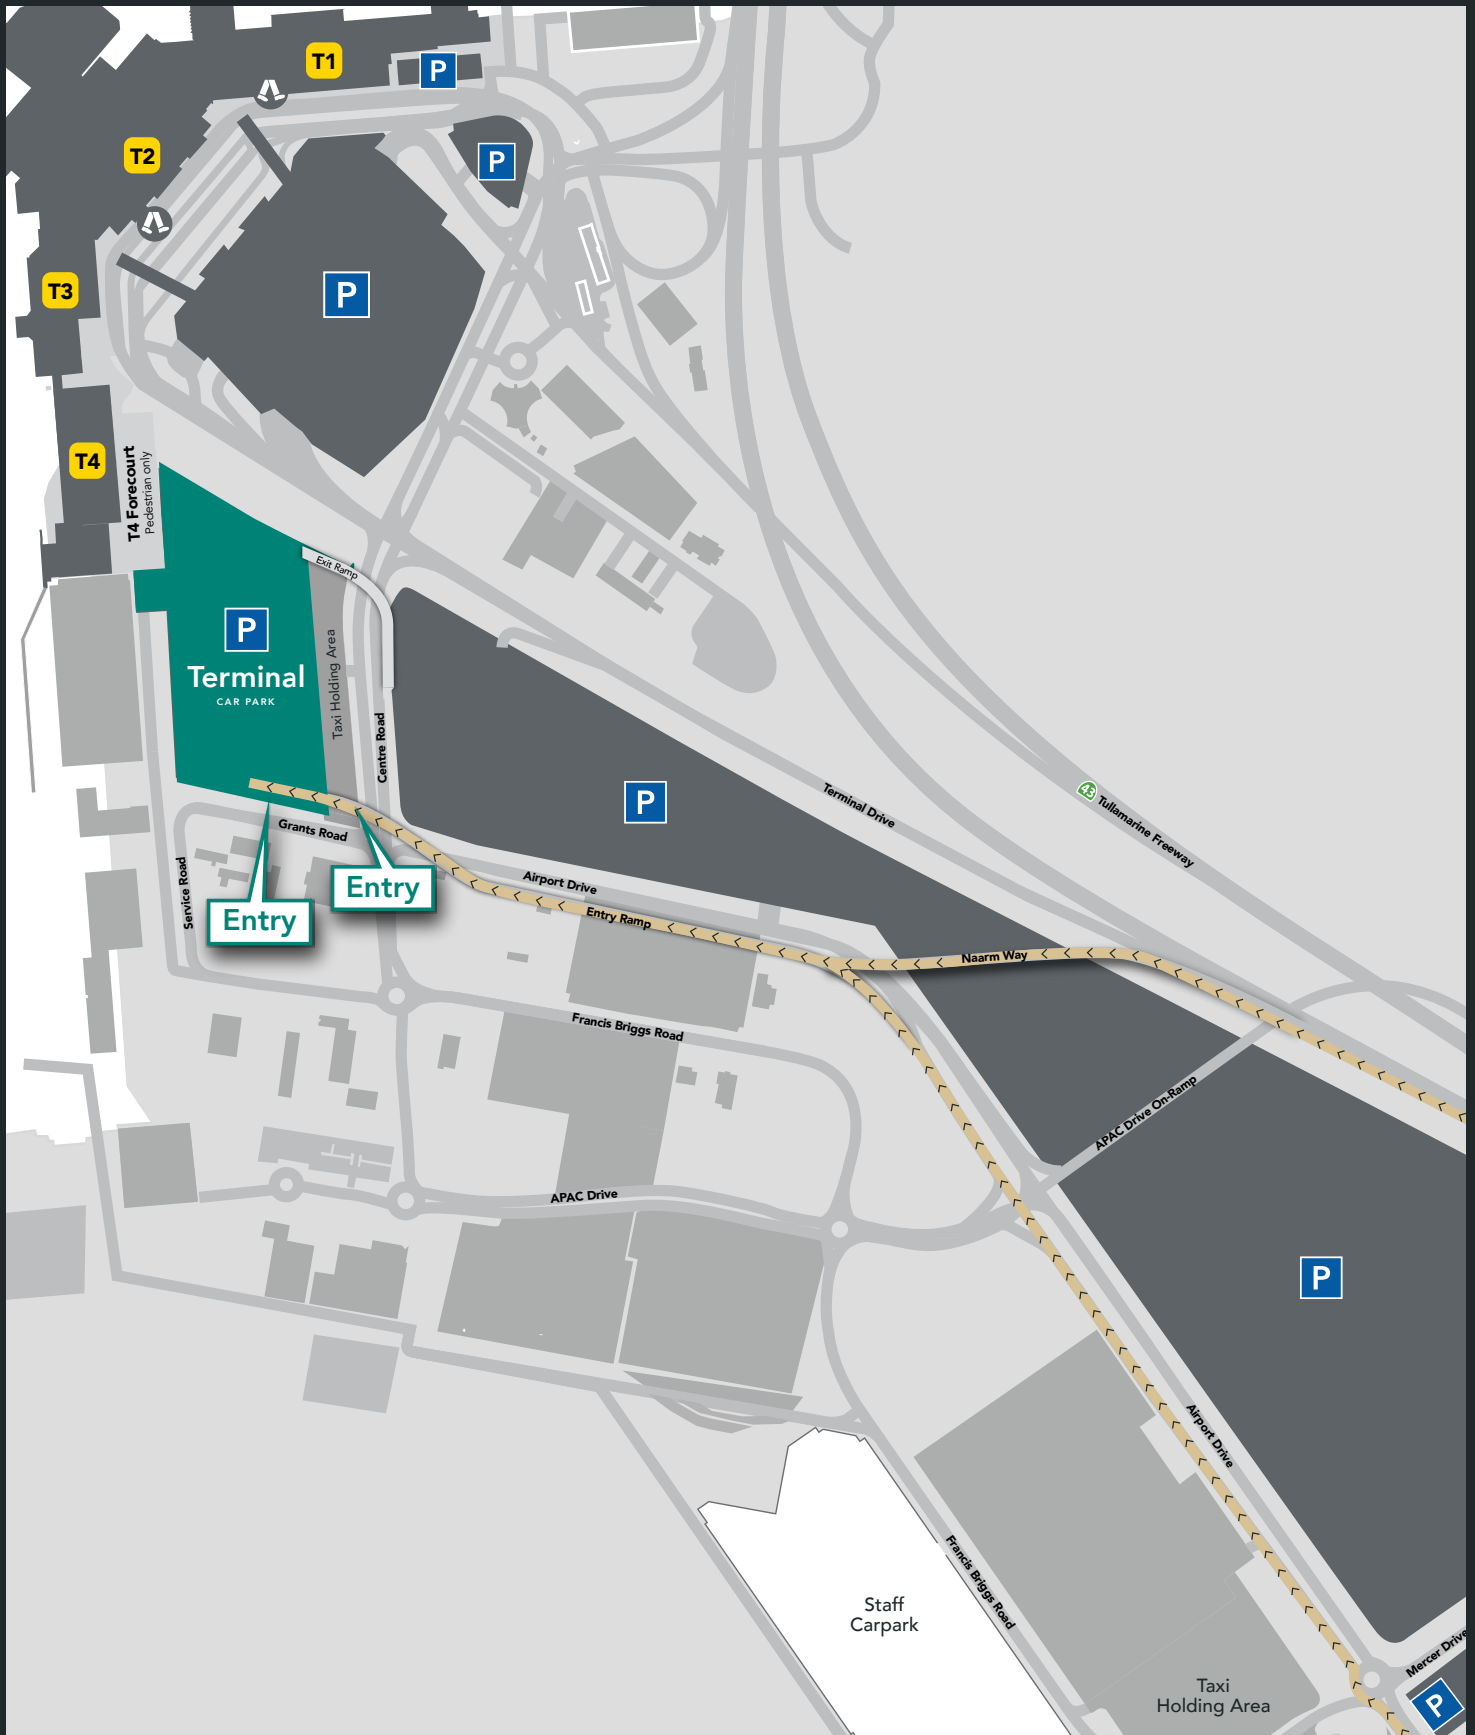 T1
P
T2
P
T3
P
T4
T4 Forecourt
Pedestrian only
Exit Ramp
P
Terminal
CAR PARK
Taxi Holding Area
Centre Road
P
Terminal Drive
43
Tullamarine Freeway
Grants Road
Entry
Entry
Service Road
Airport Drive
Entry Ramp
Naarm Way
Francis Briggs Road
APAC Drive On-Ramp
APAC Drive
P
Airport Drive
Francis Briggs Road
Staff
Carpark
Taxi
Holding Area
Mercer Drive
P